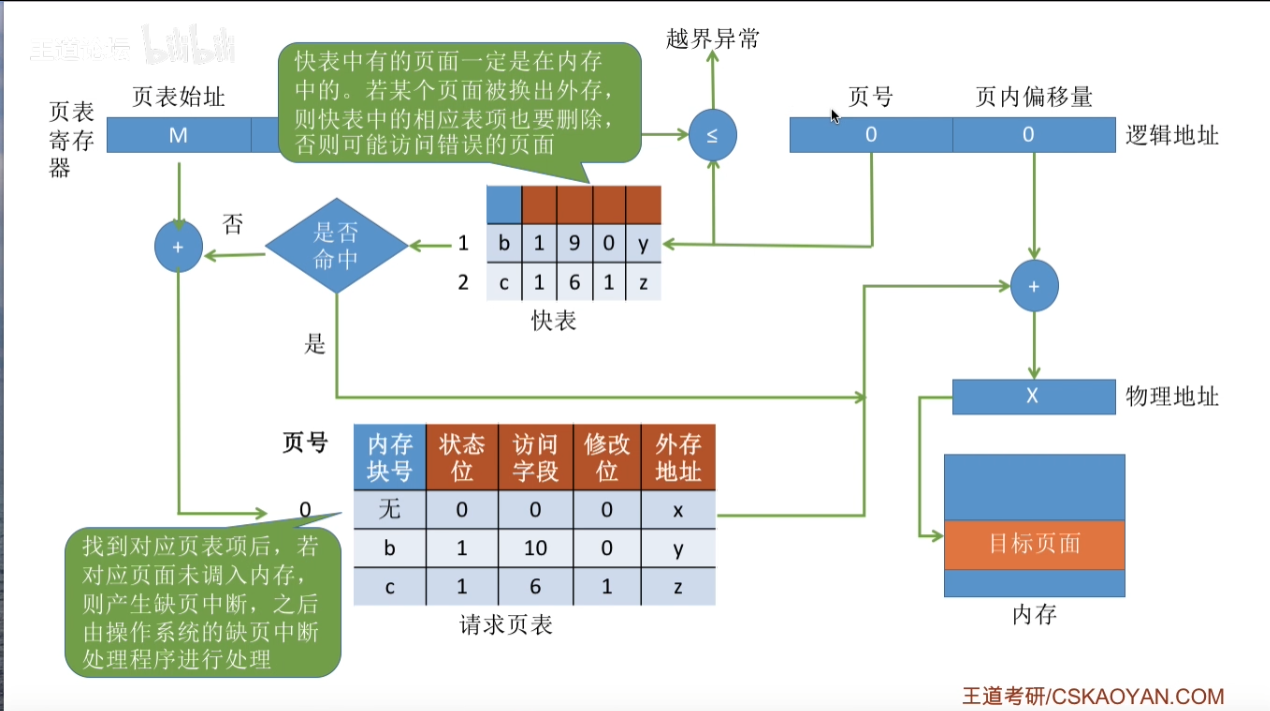 王道论坛 bilibili
越界异常
快表中有的页面一定是在内存
中的。若某个页面被换出外存，
则快表中的相应表项也要删除，
否则可能访问错误的页面
页表
寄存
器
页表始址
M
≤
页号
页内偏移量
0
0
逻辑地址
+
否
是否
命中
1
b 1 9 0 y
2
c 1 6 1 z
快表
是
+
X
物理地址
页号
内存
块号
状态
位
访问
字段
修改
位
外存
地址
0
无 0 0 0 x
b 1 10 0 y
c 1 6 1 z
请求页表
找到对应页表项后，若
对应页面未调入内存，
则产生缺页中断，之后
由操作系统的缺页中断
处理程序进行处理
目标页面
内存
王道考研/CSKAOYAN.COM